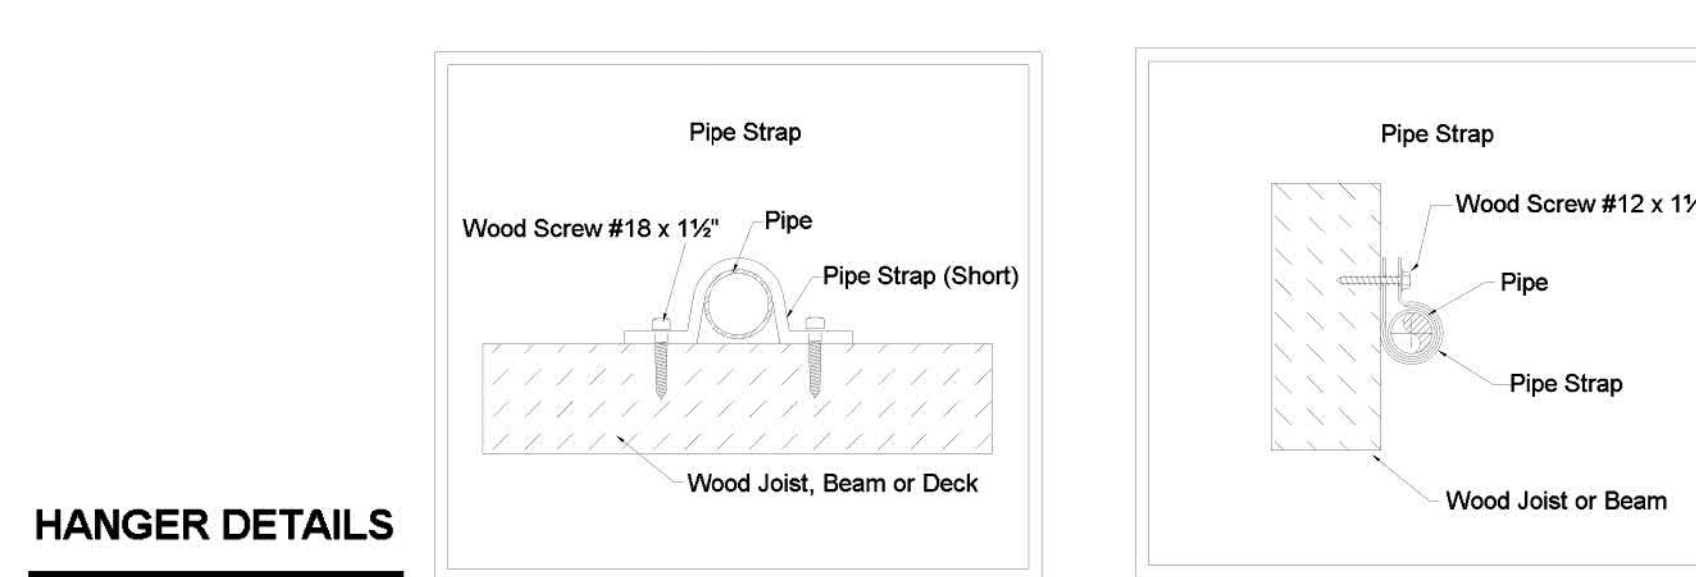 Pipe Strap
Wood Screw #18 x 1½"
Pipe
Pipe Strap (Short)
Wood Joist, Beam or Deck
Pipe Strap
Wood Screw #12 x
Pipe
Pipe Strap
Wood Joist or Beam
HANGER DETAILS